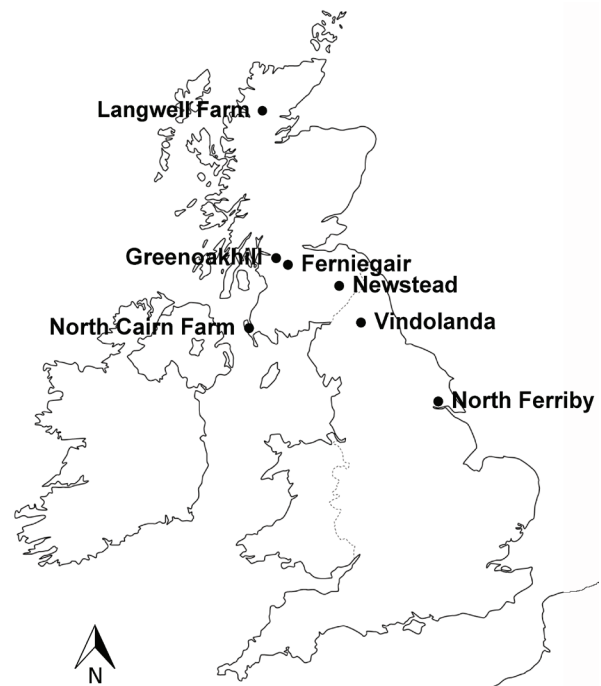 Langwell Farm
Greenoakhill
Ferniegair
Newstead
North Cairn Farm
Vindolanda
North Ferriby
N